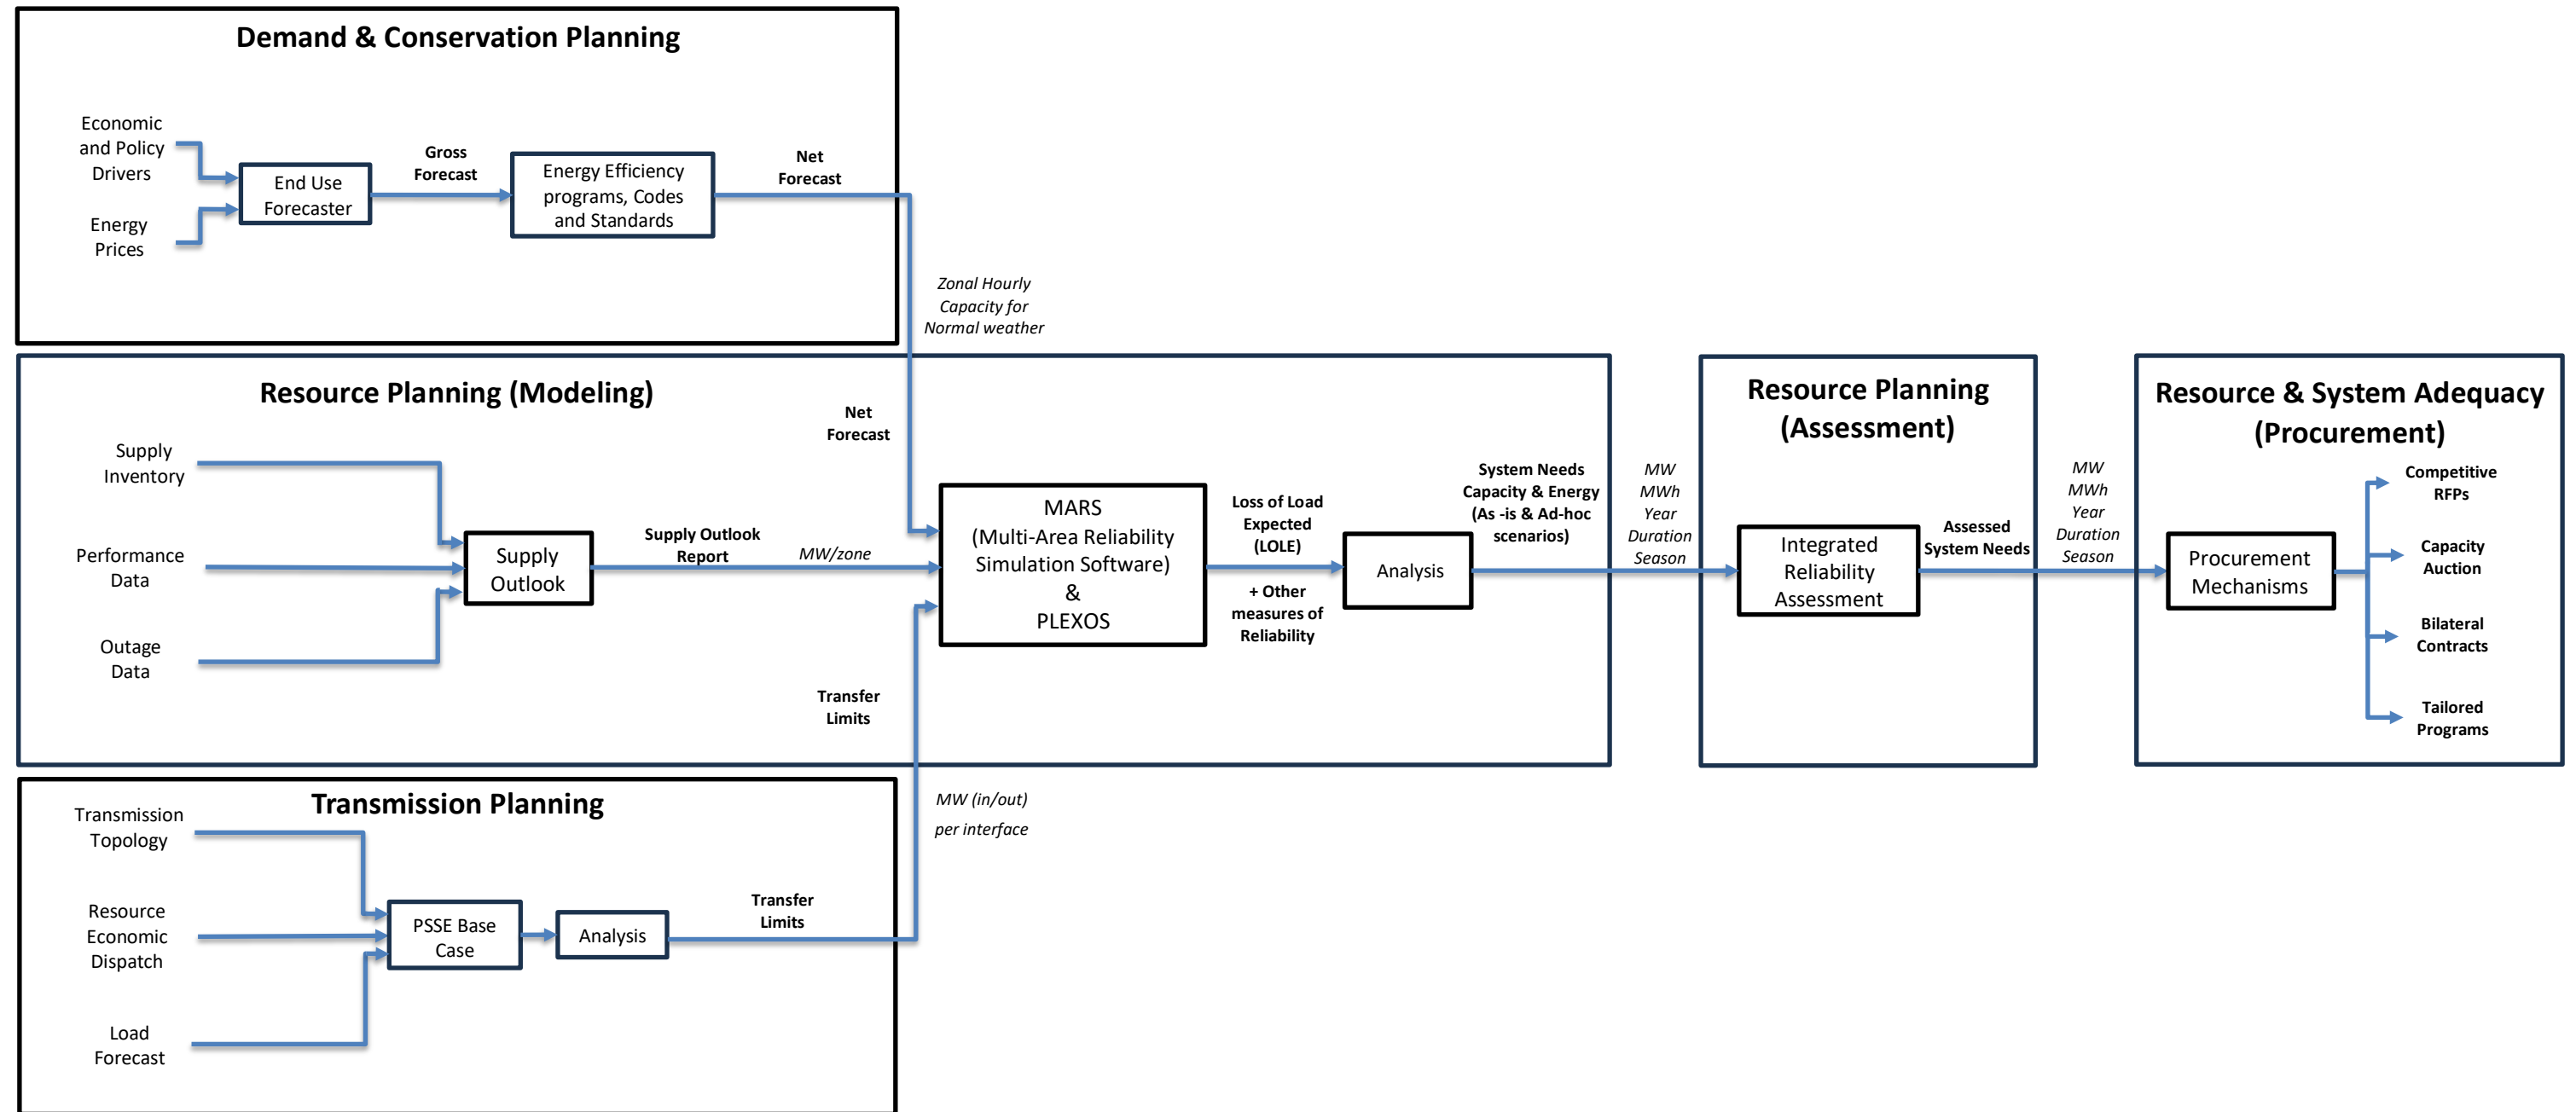 Demand & Conservation Planning
Economic
and Policy
Drivers
Energy
Prices
End Use
Forecaster
Gross
Forecast
Energy Efficiency
programs, Codes
and Standards
Net
Forecast
Zonal Hourly
Capacity for
Normal weather
Resource Planning (Modeling)
Supply
Inventory
Performance
Data
Outage
Data
Supply
Outlook
Supply Outlook
Report
MW/zone
Net
Forecast
Transfer
Limits
MARS
(Multi-Area Reliability
Simulation Software)
&
PLEXOS
Loss of Load
Expected
(LOLE)
+ Other
measures of
Reliability
Analysis
System Needs
Capacity & Energy
(As -is & Ad-hoc
scenarios)
MW
MWh
Year
Duration
Season
Resource Planning
(Assessment)
Integrated
Reliability
Assessment
Assessed
System Needs
MW
MWh
Year
Duration
Season
Resource & System Adequacy
(Procurement)
Procurement
Mechanisms
Competitive
RFPs
Capacity
Auction
Bilateral
Contracts
Tailored
Programs
Transmission Planning
Transmission
Topology
Resource
Economic
Dispatch
Load
Forecast
PSSE Base
Case
Analysis
Transfer
Limits
MW (in/out)
per interface